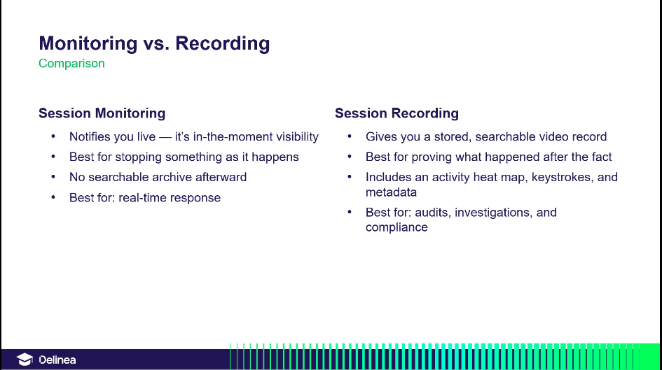 Monitoring vs. Recording
Comparison
Session Monitoring
• Notifies you live — it's in-the-moment visibility
• Best for stopping something as it happens
• No searchable archive afterward
• Best for: real-time response
Session Recording
• Gives you a stored, searchable video record
• Best for proving what happened after the fact
• Includes an activity heat map, keystrokes, and
metadata
• Best for: audits, investigations, and
compliance
Delinea